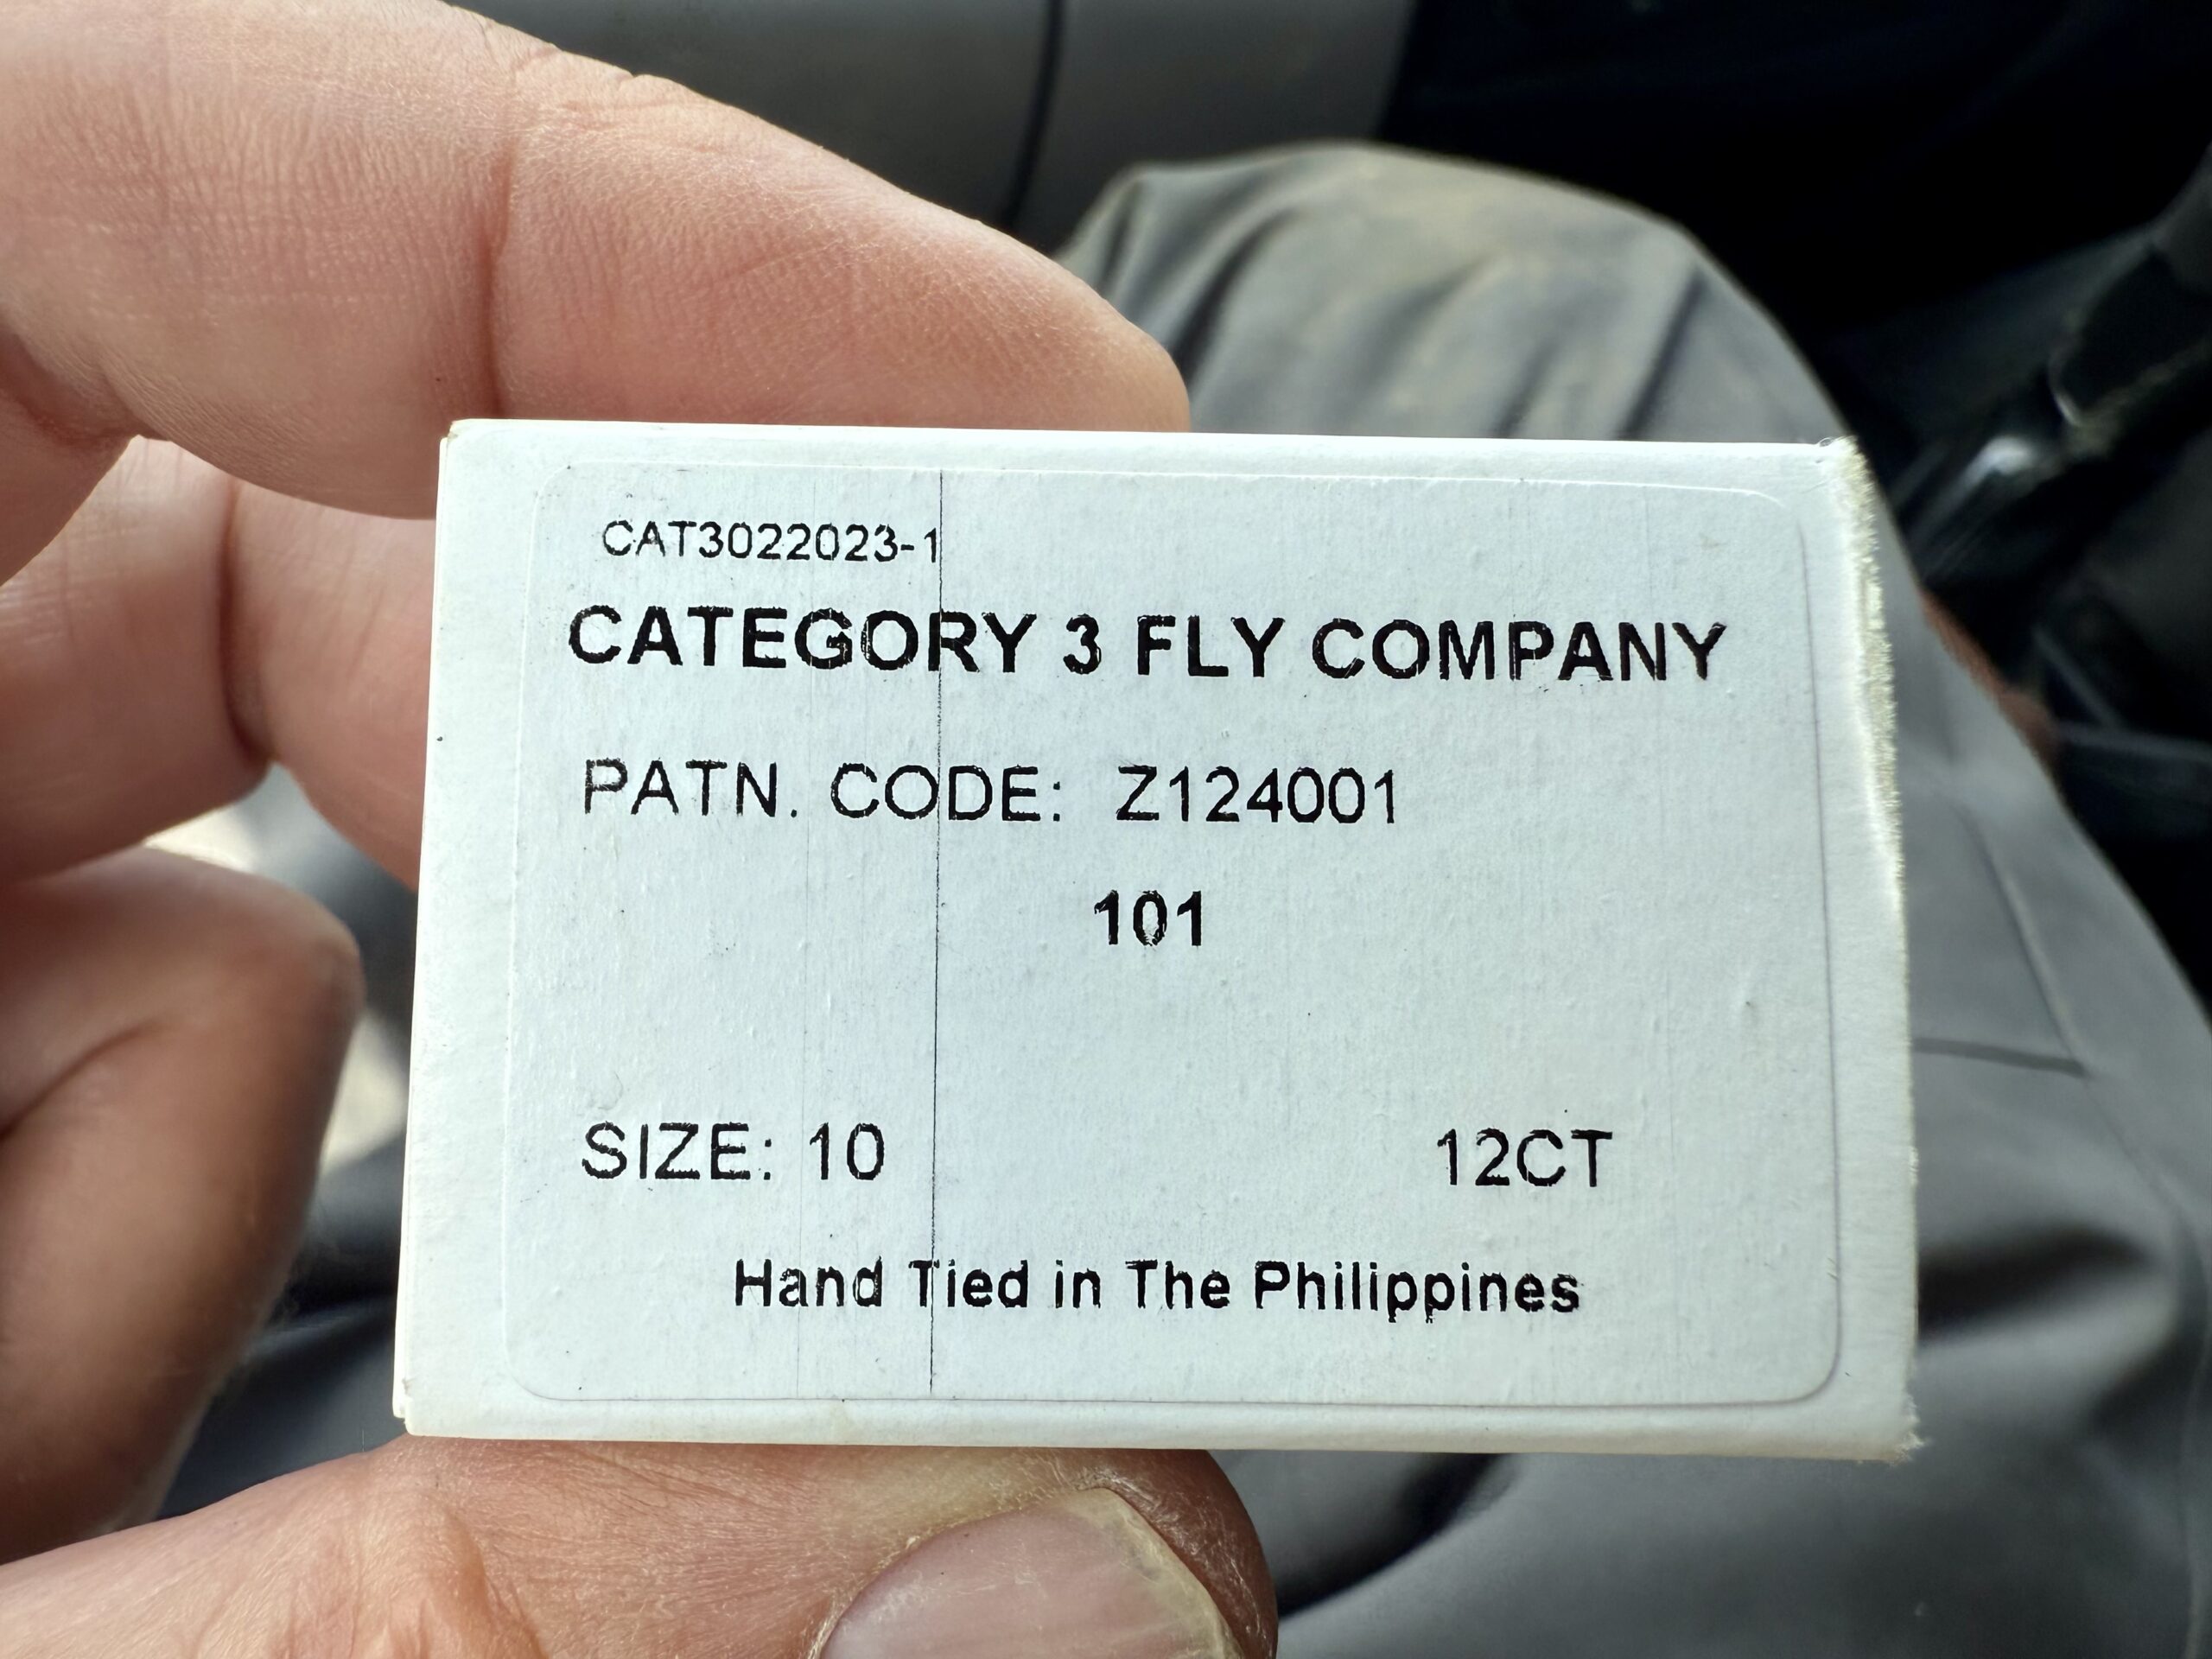 CAT3022023-1
CATEGORY 3 FLY COMPANY
PATN. CODE: Z124001
101
SIZE: 10 12CT
Hand Tied in The Philippines